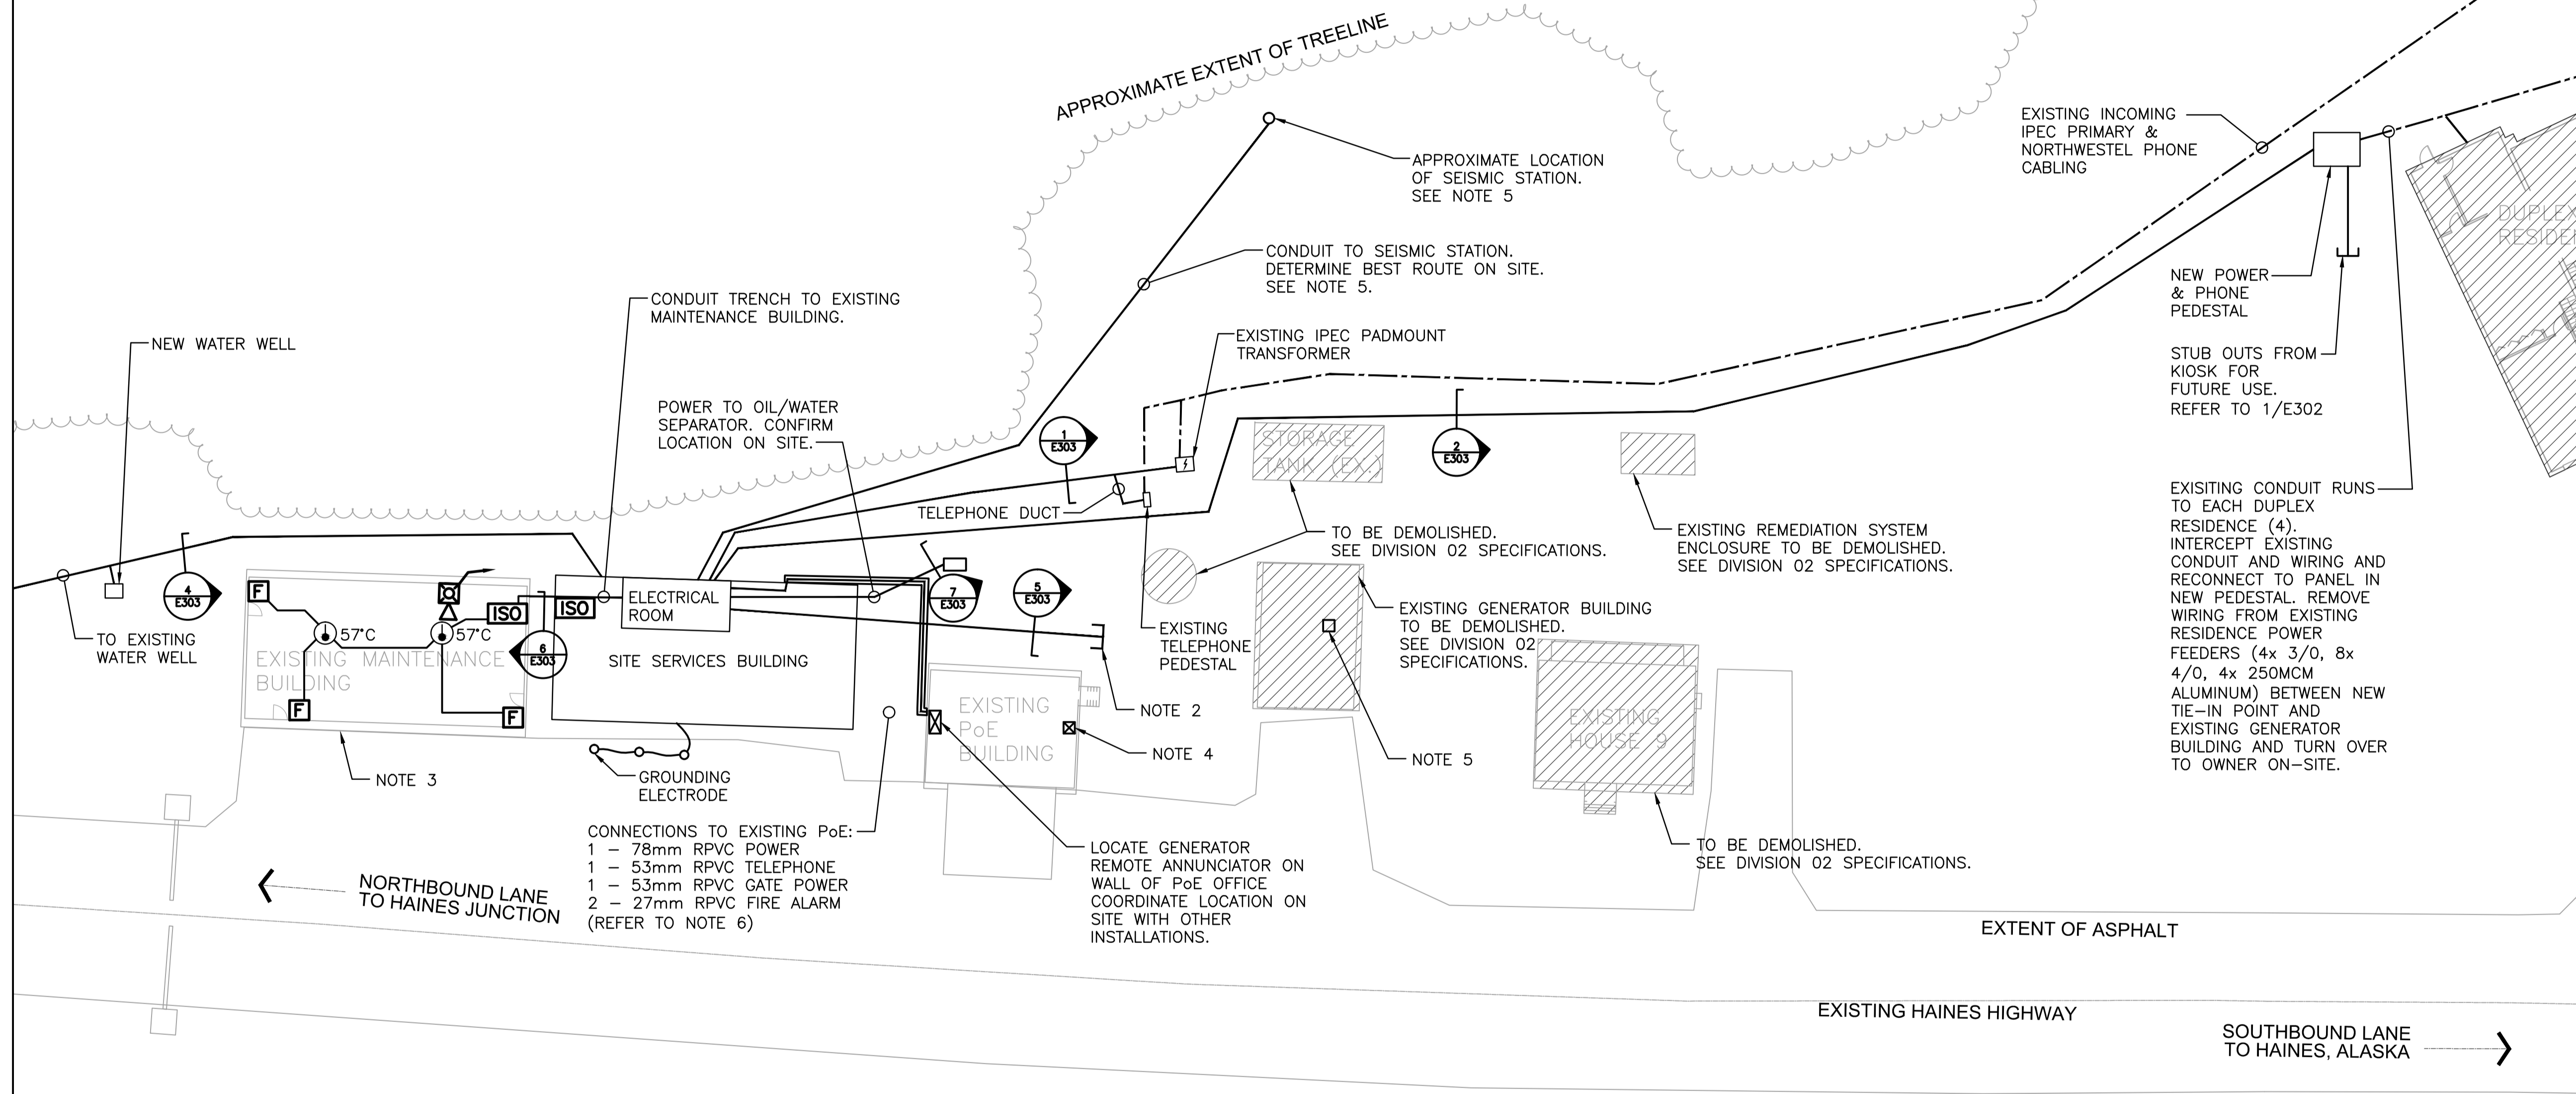 APPROXIMATE EXTENT OF TREELINE
EXISTING INCOMING
IPEC PRIMARY &
NORTHWESTEL PHONE
CABLING
APPROXIMATE LOCATION
OF SEISMIC STATION.
SEE NOTE 5
CONDUIT TO SEISMIC STATION.
DETERMINE BEST ROUTE ON SITE.
SEE NOTE 5.
CONDUIT TRENCH TO EXISTING
MAINTENANCE BUILDING.
EXISTING IPEC PADMOUNT
TRANSFORMER
NEW WATER WELL
POWER TO OIL/WATER
SEPARATOR. CONFIRM
LOCATION ON SITE.
NEW POWER
& PHONE
PEDESTAL
STUB OUTS FROM
KIOSK FOR
FUTURE USE.
REFER TO 1/E302
1
E303
2
E303
STORAGE
TANK (EX.)
TELEPHONE DUCT
TO BE DEMOLISHED.
SEE DIVISION 02 SPECIFICATIONS.
EXISTING REMEDIATION SYSTEM
ENCLOSURE TO BE DEMOLISHED.
SEE DIVISION 02 SPECIFICATIONS.
EXISITING CONDUIT RUNS
TO EACH DUPLEX
RESIDENCE (4).
INTERCEPT EXISTING
CONDUIT AND WIRING AND
RECONNECT TO PANEL IN
NEW PEDESTAL. REMOVE
WIRING FROM EXISTING
RESIDENCE POWER
FEEDERS (4x 3/0, 8x
4/0, 4x 250MCM
ALUMINUM) BETWEEN NEW
TIE-IN POINT AND
EXISTING GENERATOR
BUILDING AND TURN OVER
TO OWNER ON-SITE.
4
E303
F
ISO
ISO
ELECTRICAL
ROOM
7
E303
5
E303
EXISTING GENERATOR BUILDING
TO BE DEMOLISHED.
SEE DIVISION 02
SPECIFICATIONS.
TO EXISTING
WATER WELL
57°C
57°C
EXISTING MAINTENANCE
BUILDING
6
E303
SITE SERVICES BUILDING
EXISTING
TELEPHONE
PEDESTAL
F
F
EXISTING
PoE
BUILDING
NOTE 2
NOTE 4
NOTE 5
EXISTING
HOUSE 9
NOTE 3
GROUNDING
ELECTRODE
CONNECTIONS TO EXISTING PoE:
1 - 78mm RPVC POWER
1 - 53mm RPVC TELEPHONE
1 - 53mm RPVC GATE POWER
2 - 27mm RPVC FIRE ALARM
(REFER TO NOTE 6)
LOCATE GENERATOR
REMOTE ANNUNCIATOR ON
WALL OF PoE OFFICE
COORDINATE LOCATION ON
SITE WITH OTHER
INSTALLATIONS.
TO BE DEMOLISHED.
SEE DIVISION 02 SPECIFICATIONS.
NORTHBOUND LANE
TO HAINES JUNCTION
EXTENT OF ASPHALT
EXISTING HAINES HIGHWAY
SOUTHBOUND LANE
TO HAINES, ALASKA